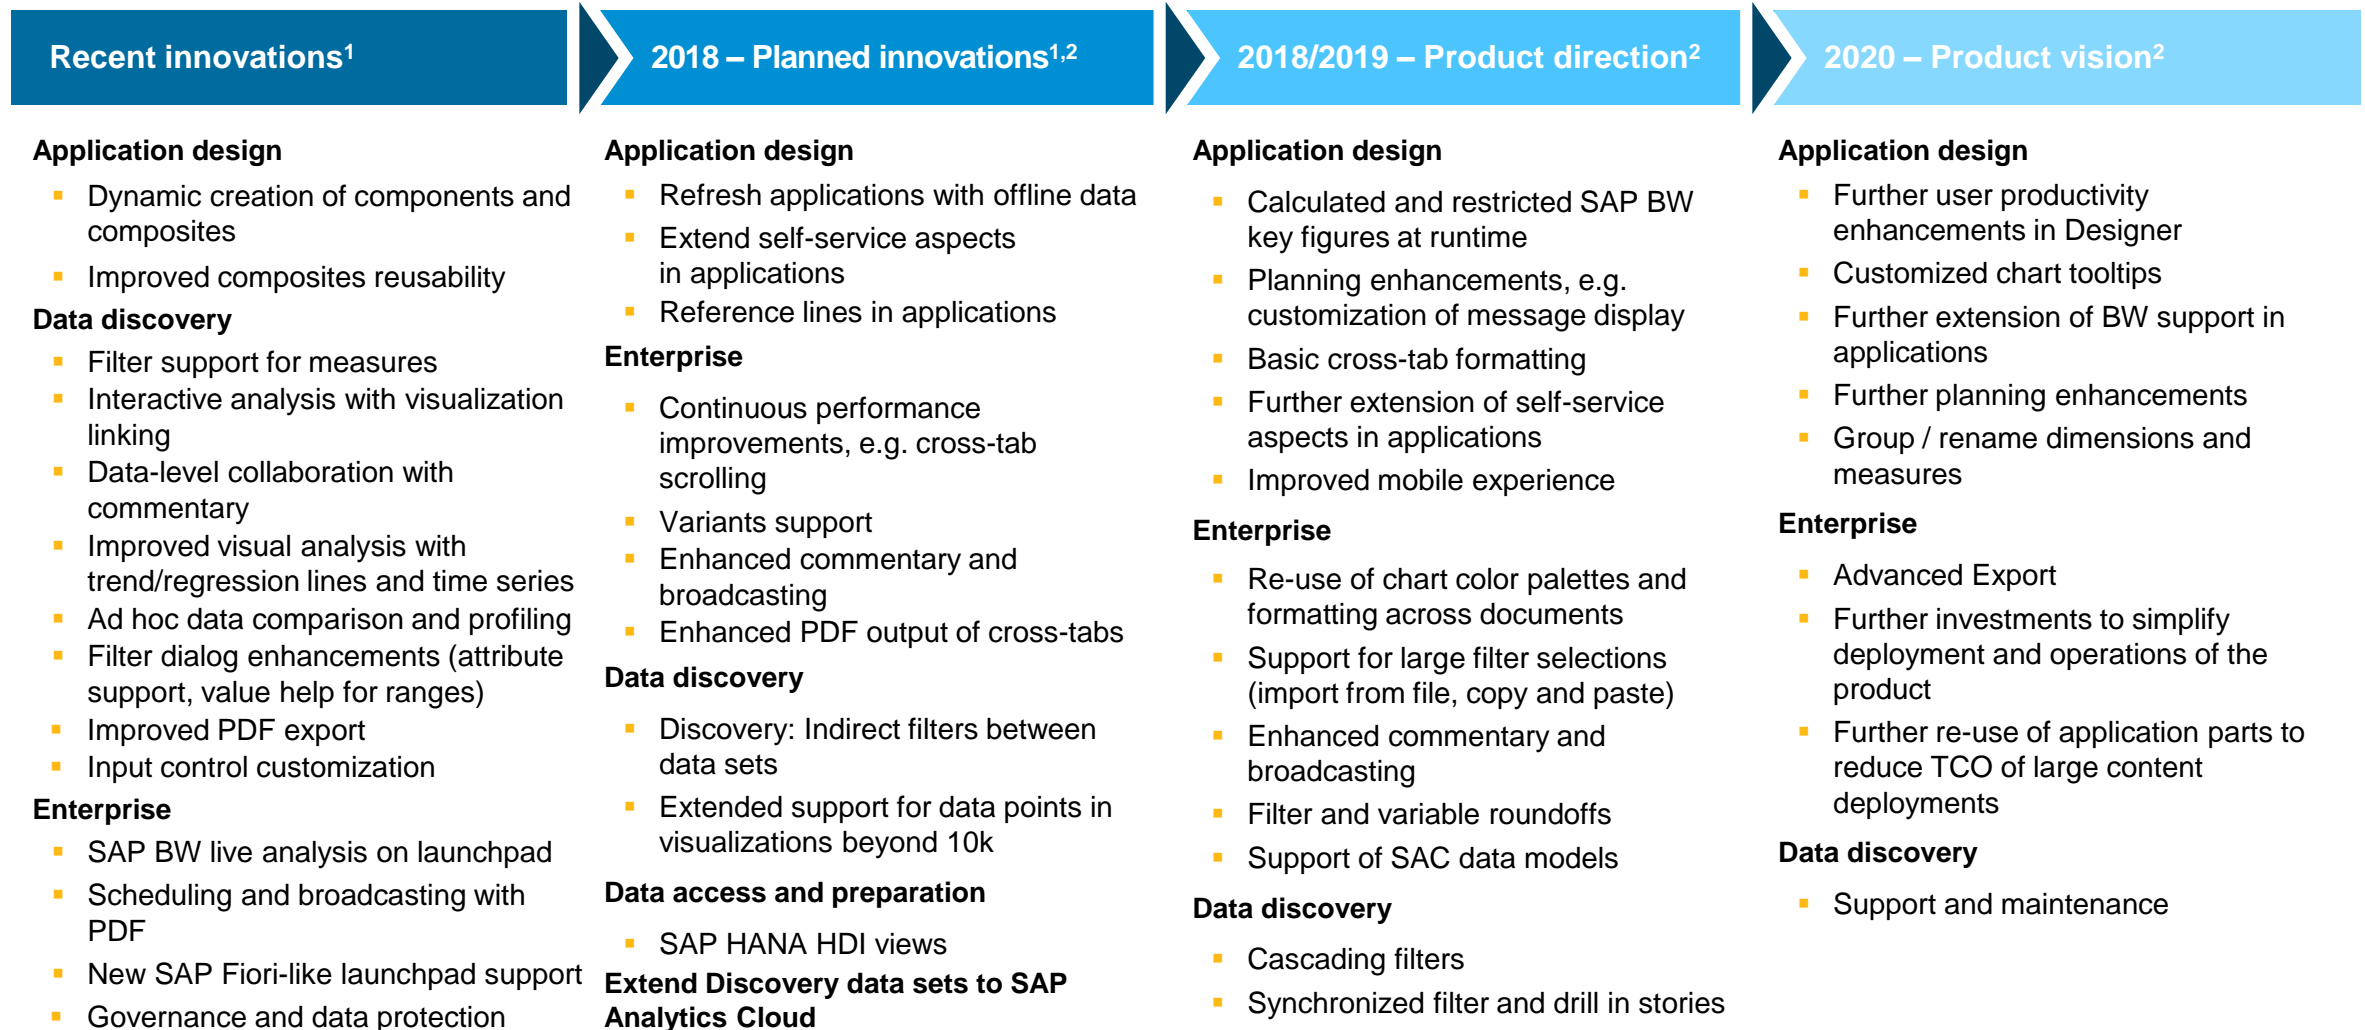 Recent innovations¹
2018 – Planned innovations¹,²
2018/2019 – Product direction²
2020 – Product vision²
Application design
Dynamic creation of components and
composites
Improved composites reusability
Data discovery
Filter support for measures
Interactive analysis with visualization
linking
Data-level collaboration with
commentary
Improved visual analysis with
trend/regression lines and time series
Ad hoc data comparison and profiling
Filter dialog enhancements (attribute
support, value help for ranges)
Improved PDF export
Input control customization
Enterprise
SAP BW live analysis on launchpad
Scheduling and broadcasting with
PDF
New SAP Fiori-like launchpad support
Governance and data protection
Application design
Refresh applications with offline data
Extend self-service aspects
in applications
Reference lines in applications
Enterprise
Continuous performance
improvements, e.g. cross-tab
scrolling
Variants support
Enhanced commentary and
broadcasting
Enhanced PDF output of cross-tabs
Data discovery
Discovery: Indirect filters between
data sets
Extended support for data points in
visualizations beyond 10k
Data access and preparation
SAP HANA HDI views
Extend Discovery data sets to SAP
Analytics Cloud
Application design
Calculated and restricted SAP BW
key figures at runtime
Planning enhancements, e.g.
customization of message display
Basic cross-tab formatting
Further extension of self-service
aspects in applications
Improved mobile experience
Enterprise
Re-use of chart color palettes and
formatting across documents
Support for large filter selections
(import from file, copy and paste)
Enhanced commentary and
broadcasting
Filter and variable roundoffs
Support of SAC data models
Data discovery
Cascading filters
Synchronized filter and drill in stories
Application design
Further user productivity
enhancements in Designer
Customized chart tooltips
Further extension of BW support in
applications
Further planning enhancements
Group / rename dimensions and
measures
Enterprise
Advanced Export
Further investments to simplify
deployment and operations of the
product
Further re-use of application parts to
reduce TCO of large content
deployments
Data discovery
Support and maintenance